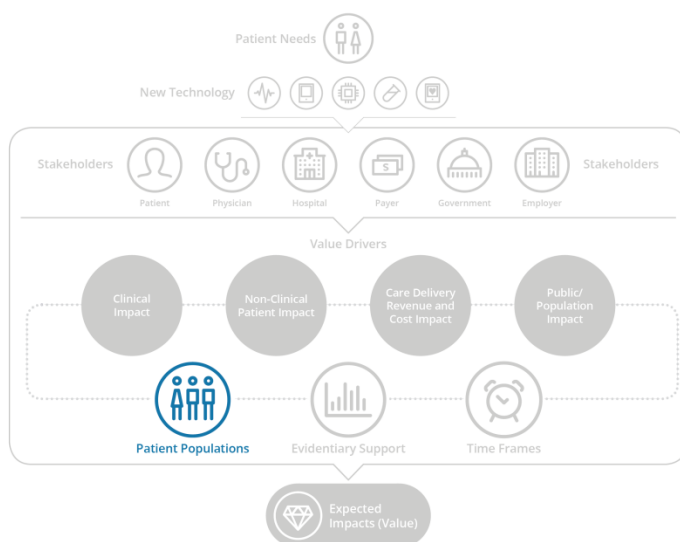 Patient Needs
New Technology
Stakeholders
Stakeholders
$
Patient
Physician
Hospital
Payer
Government
Employer
Value Drivers
Clinical
Impact
Non-Clinical
Patient Impact
Care Delivery
Revenue and
Cost Impact
Public/
Population
Impact
Patient Populations
Evidentiary Support
Time Frames
Expected
Impacts (Value)